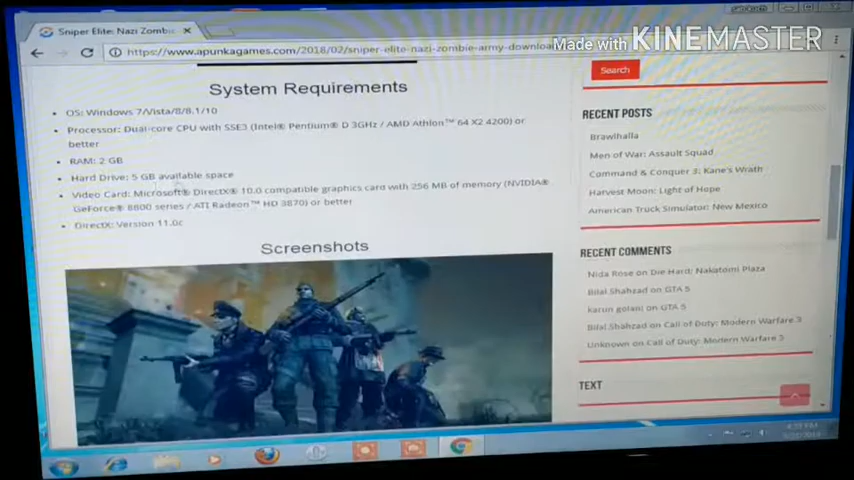 Sniper Elite: Nazi Zombi
https://www.apunkagames.com/2018/02/sniper-elite-nazi-zombie-army-downloa
Made with KINEMASTER
System Requirements
OS: Windows 7/Vista/8/8.1/10
Processor: Dual-core CPU with SSE3 (Intel® Pentium® D 3GHz / AMD Athlon™ 64 X2 4200) or
better
RAM: 2 GB
Hard Drive: 5 GB available space
Video Card: Microsoft® DirectX® 10.0 compatible graphics card with 256 MB of memory (NVIDIA®
GeForce® 8800 series / ATI Radeon™ HD 3870) or better
DirectX: Version 11.0c
Screenshots
Search
RECENT POSTS
Brawlhalla
Men of War: Assault Squad
Command & Conquer 3: Kane's Wrath
Harvest Moon: Light of Hope
American Truck Simulator: New Mexico
RECENT COMMENTS
Nida Rose on Die Hard: Nakatomi Plaza
Bilal Shahzad on GTA 5
karun golani on GTA 5
Bilal Shahzad on Call of Duty: Modern Warfare 3
Unknown on Call of Duty: Modern Warfare 3
TEXT